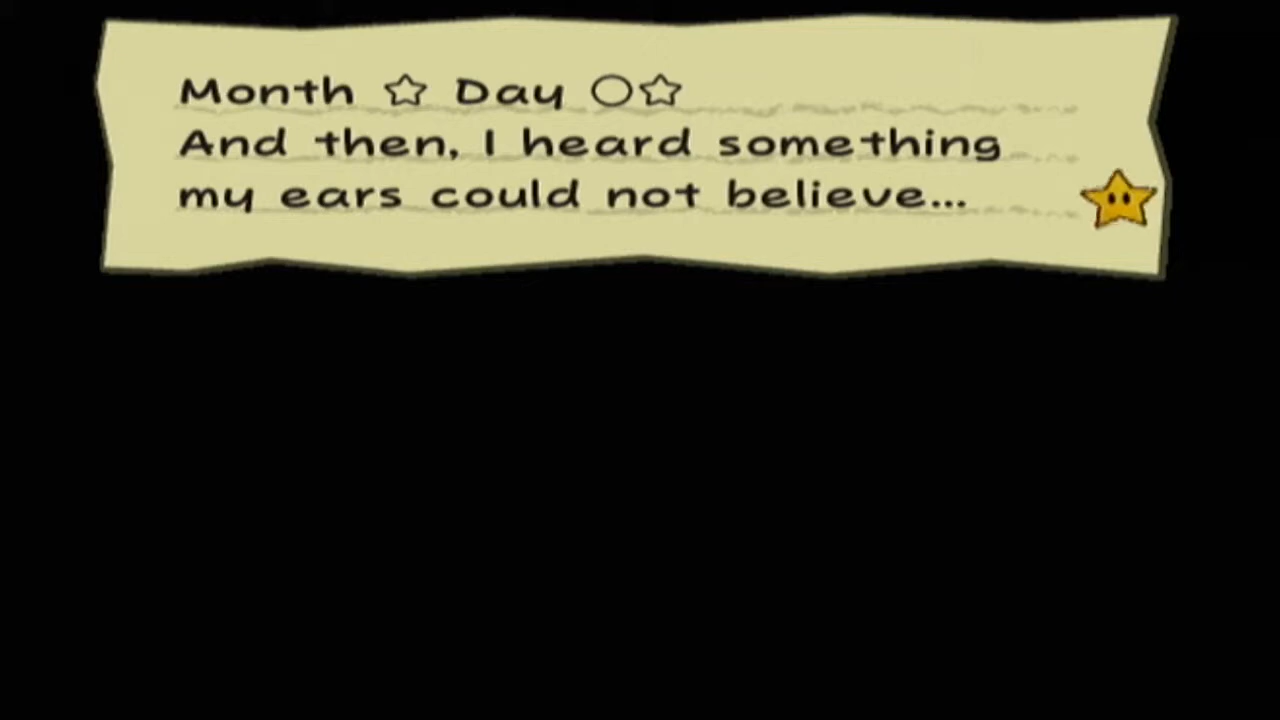 Month ☆ Day ○☆
And then, I heard something
my ears could not believe...